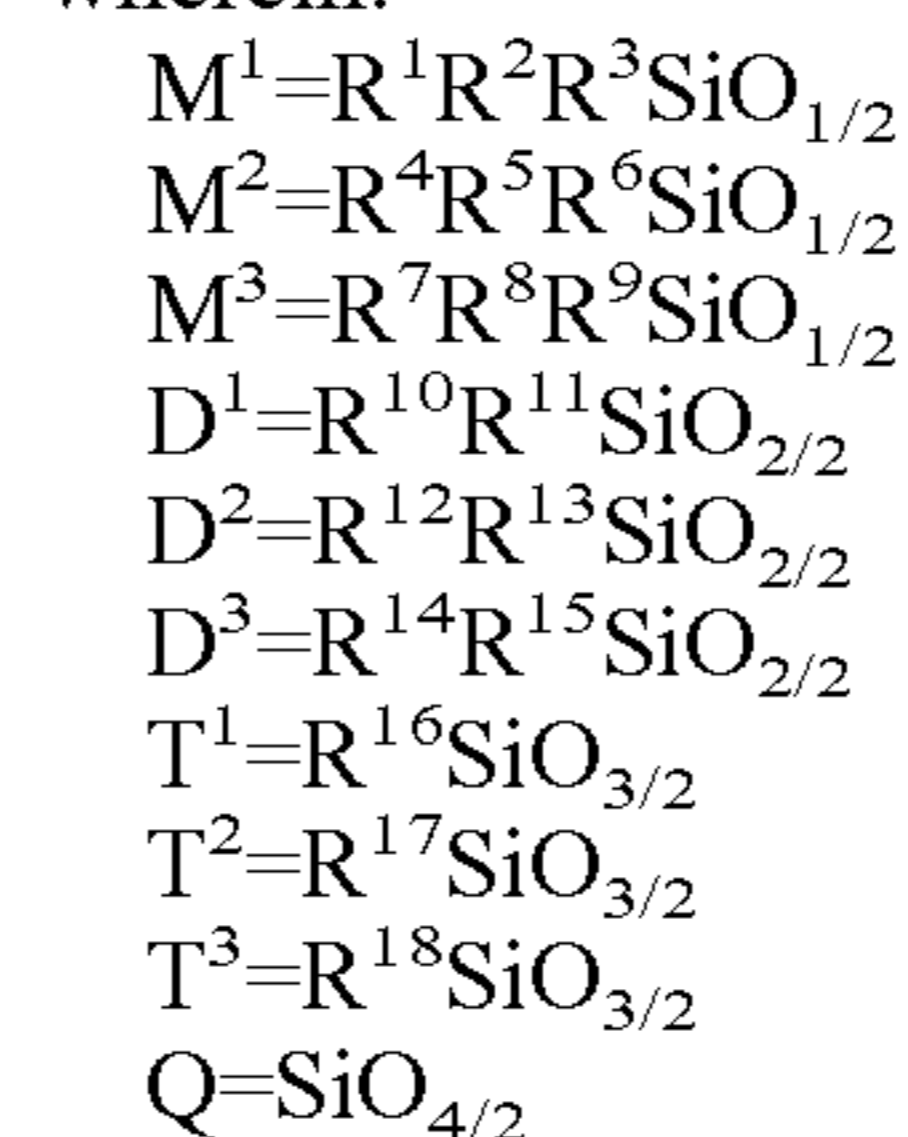 wherein:
M¹=R¹R²R³SiO₁/₂
M²=R⁴R⁵R⁶SiO₁/₂
M³=R⁷R⁸R⁹SiO₁/₂
D¹=R¹⁰R¹¹SiO₂/₂
D²=R¹²R¹³SiO₂/₂
D³=R¹⁴R¹⁵SiO₂/₂
T¹=R¹⁶SiO₃/₂
T²=R¹⁷SiO₃/₂
T³=R¹⁸SiO₃/₂
Q=SiO₄/₂